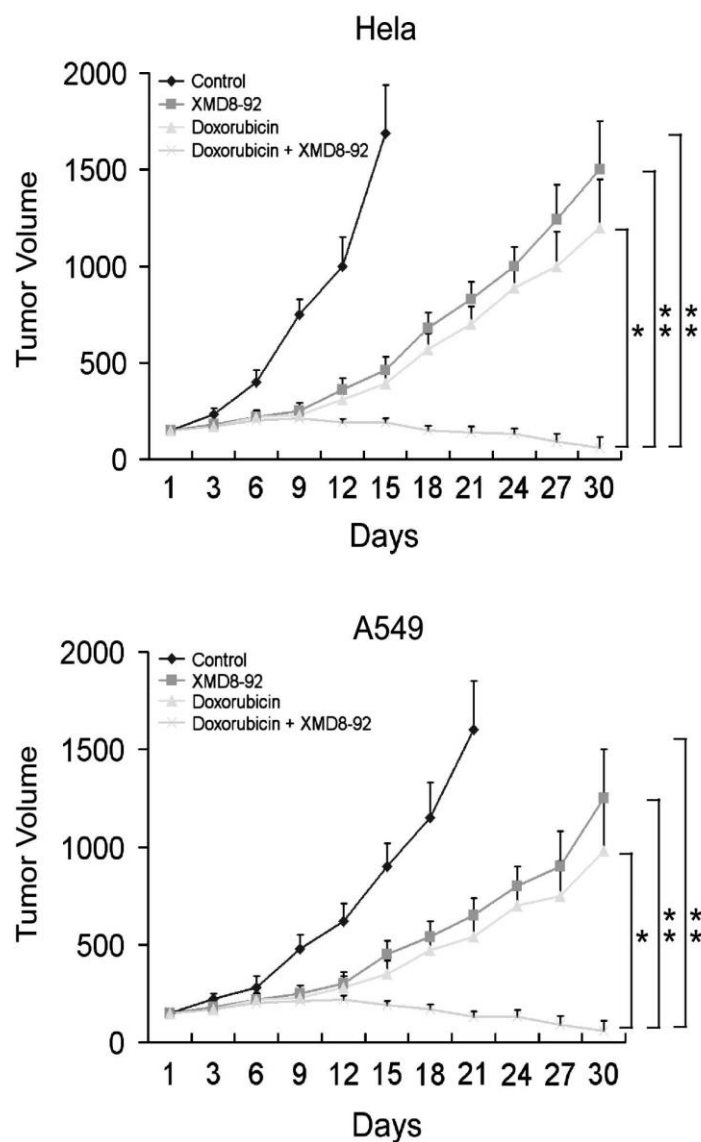 Hela
2000
1500
1000
500
0
Tumor Volume
Control
XMD8-92
Doxorubicin
Doxorubicin + XMD8-92
*
**
**
1 3 6 9 12 15 18 21 24 27 30
Days
A549
2000
1500
1000
500
0
Tumor Volume
Control
XMD8-92
Doxorubicin
Doxorubicin + XMD8-92
*
**
**
1 3 6 9 12 15 18 21 24 27 30
Days